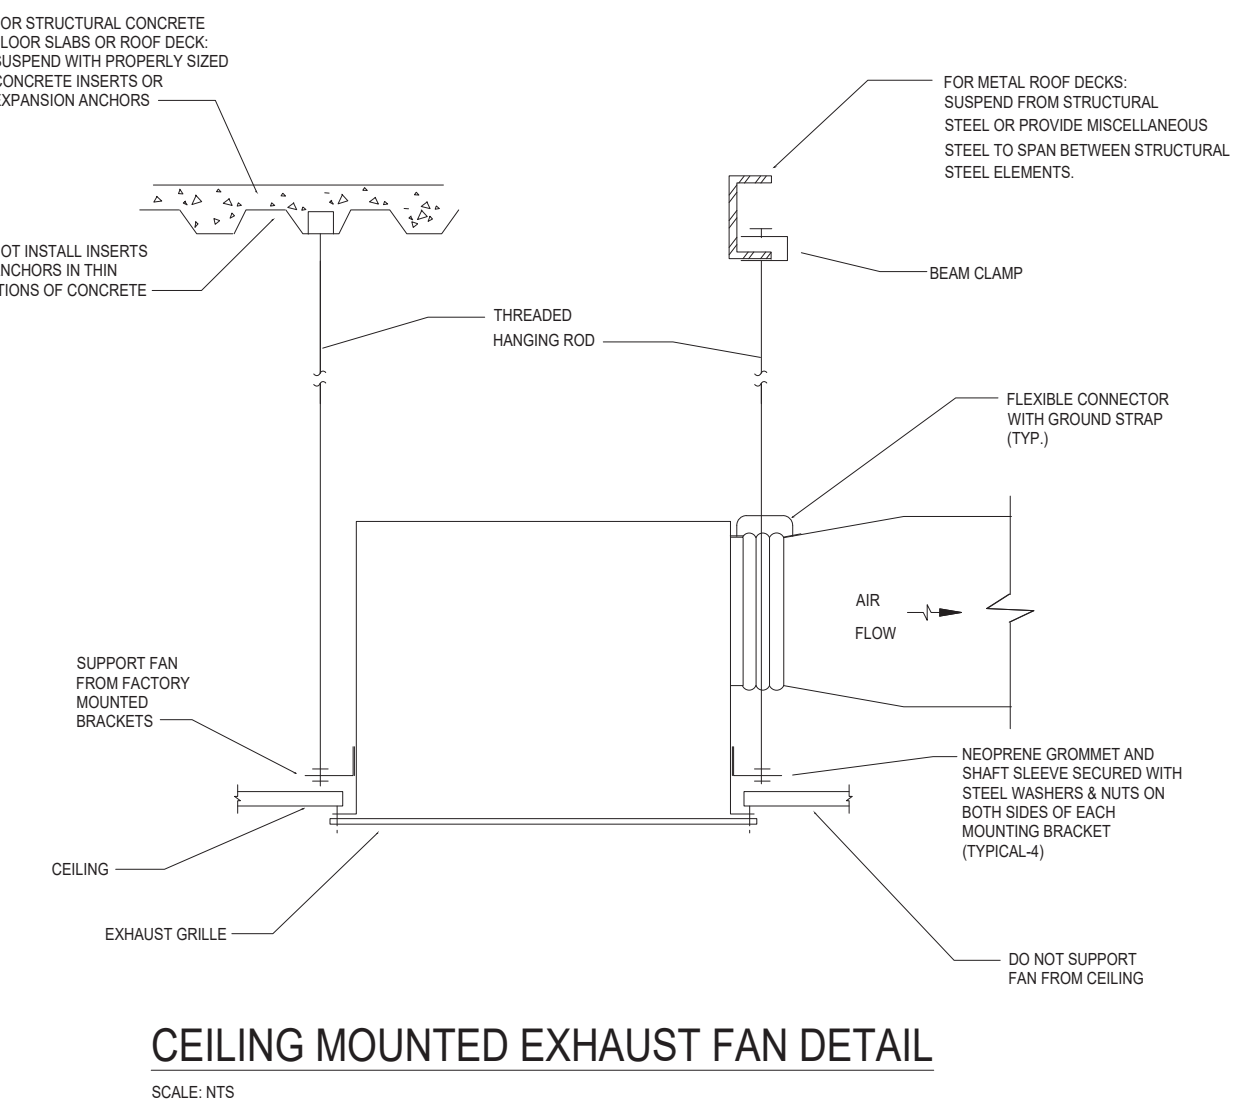 OR STRUCTURAL CONCRETE
LOOR SLABS OR ROOF DECK:
SUSPEND WITH PROPERLY SIZED
CONCRETE INSERTS OR
EXPANSION ANCHORS
FOR METAL ROOF DECKS:
SUSPEND FROM STRUCTURAL
STEEL OR PROVIDE MISCELLANEOUS
STEEL TO SPAN BETWEEN STRUCTURAL
STEEL ELEMENTS.
OT INSTALL INSERTS
NCHORS IN THIN
TIONS OF CONCRETE
BEAM CLAMP
THREADED
HANGING ROD
FLEXIBLE CONNECTOR
WITH GROUND STRAP
(TYP.)
AIR
FLOW
SUPPORT FAN
FROM FACTORY
MOUNTED
BRACKETS
NEOPRENE GROMMET AND
SHAFT SLEEVE SECURED WITH
STEEL WASHERS & NUTS ON
BOTH SIDES OF EACH
MOUNTING BRACKET
(TYPICAL-4)
CEILING
EXHAUST GRILLE
DO NOT SUPPORT
FAN FROM CEILING
CEILING MOUNTED EXHAUST FAN DETAIL
SCALE: NTS